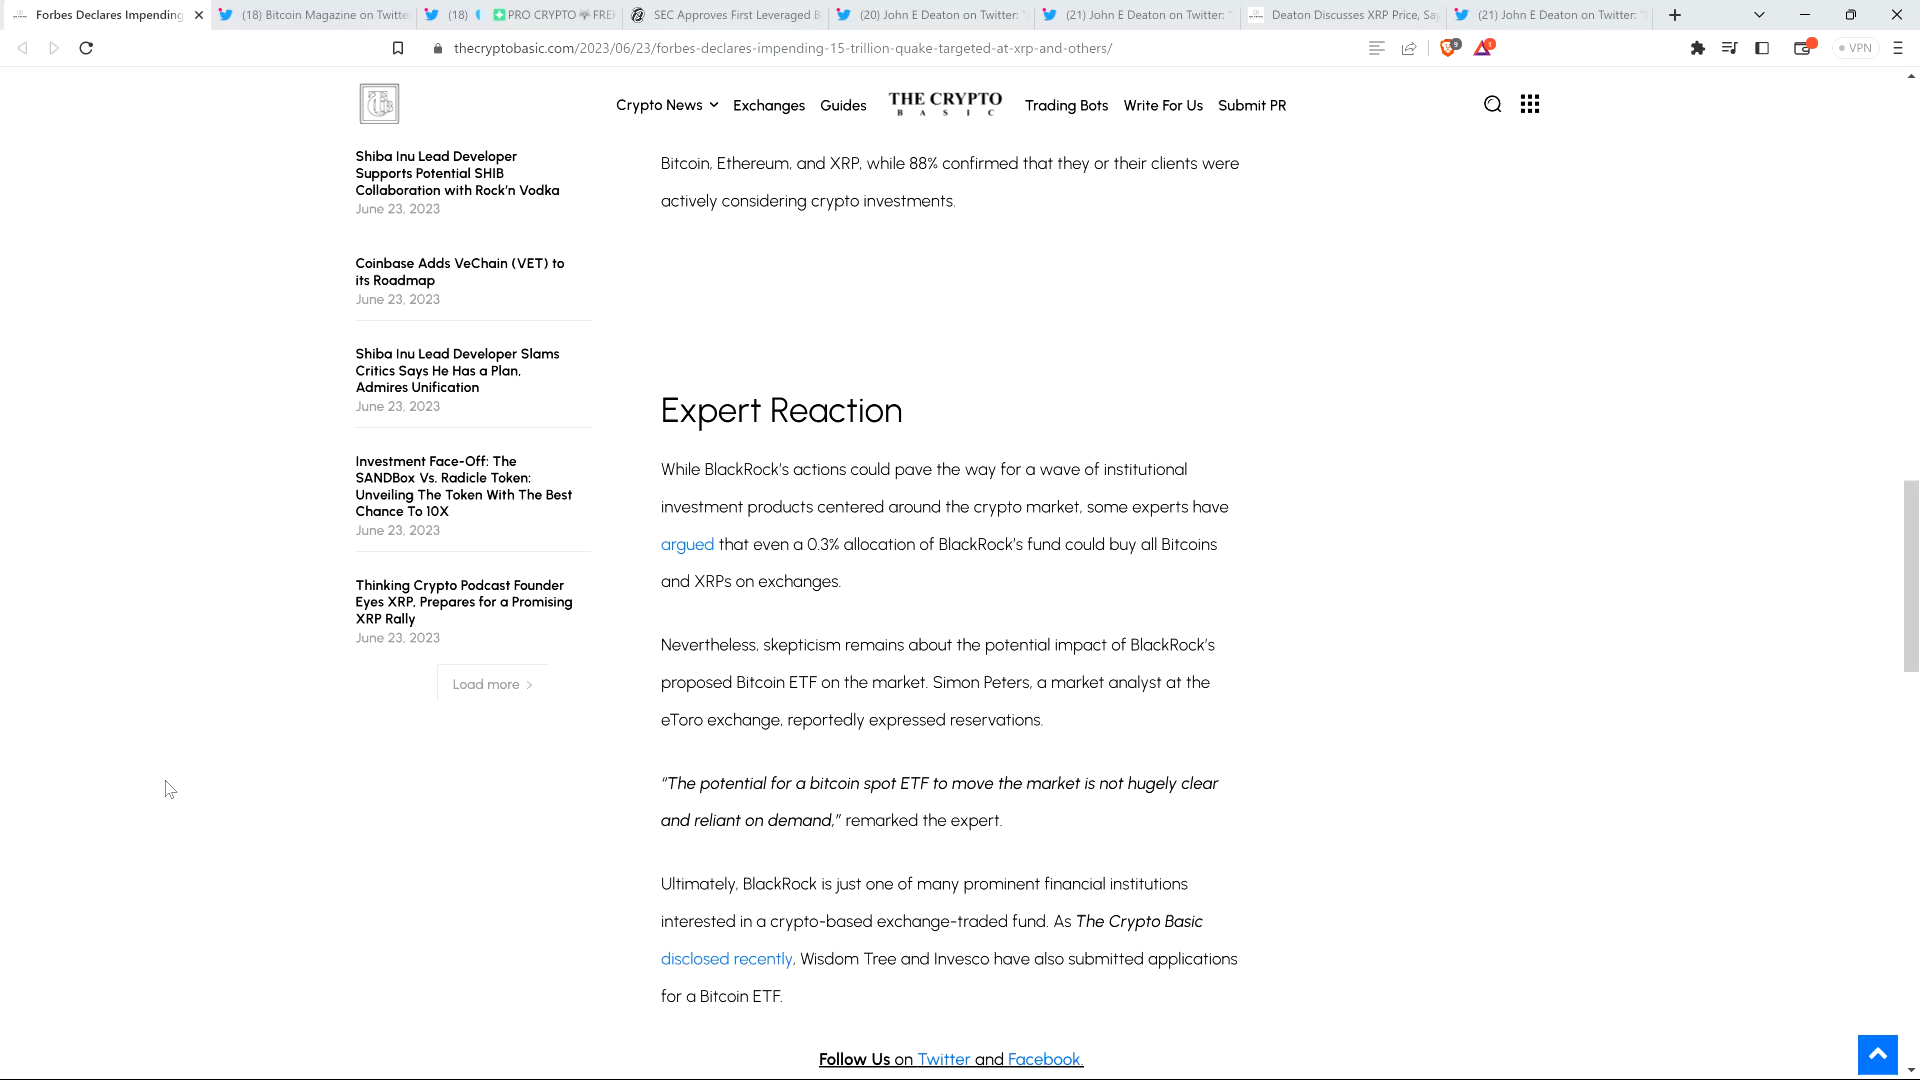 Forbes Declares Impending
(18) Bitcoin Magazine on Twitte
(18)
PRO CRYPTO
FRE
SEC Approves First Leveraged B
(20) John E Deaton on Twitter: "
(21) John E Deaton on Twitter: "
Deaton Discusses XRP Price, Say
(21) John E Deaton on Twitter: "
thecryptobasic.com/2023/06/23/forbes-declares-impending-15-trillion-quake-targeted-at-xrp-and-others/
9
1
VPN
Crypto News
Exchanges
Guides
THE CRYPTO
BASIC
Trading Bots
Write For Us
Submit PR
Shiba Inu Lead Developer
Supports Potential SHIB
Collaboration with Rock'n Vodka
June 23, 2023
Coinbase Adds VeChain (VET) to
its Roadmap
June 23, 2023
Shiba Inu Lead Developer Slams
Critics Says He Has a Plan,
Admires Unification
June 23, 2023
Investment Face-Off: The
SANDBox Vs. Radicle Token:
Unveiling The Token With The Best
Chance To 10X
June 23, 2023
Thinking Crypto Podcast Founder
Eyes XRP, Prepares for a Promising
XRP Rally
June 23, 2023
Load more
Bitcoin, Ethereum, and XRP, while 88% confirmed that they or their clients were
actively considering crypto investments.
Expert Reaction
While BlackRock's actions could pave the way for a wave of institutional
investment products centered around the crypto market, some experts have
argued that even a 0.3% allocation of BlackRock's fund could buy all Bitcoins
and XRPs on exchanges.
Nevertheless, skepticism remains about the potential impact of BlackRock's
proposed Bitcoin ETF on the market. Simon Peters, a market analyst at the
eToro exchange, reportedly expressed reservations.
"The potential for a bitcoin spot ETF to move the market is not hugely clear
and reliant on demand," remarked the expert.
Ultimately, BlackRock is just one of many prominent financial institutions
interested in a crypto-based exchange-traded fund. As The Crypto Basic
disclosed recently, Wisdom Tree and Invesco have also submitted applications
for a Bitcoin ETF.
Follow Us on Twitter and Facebook.